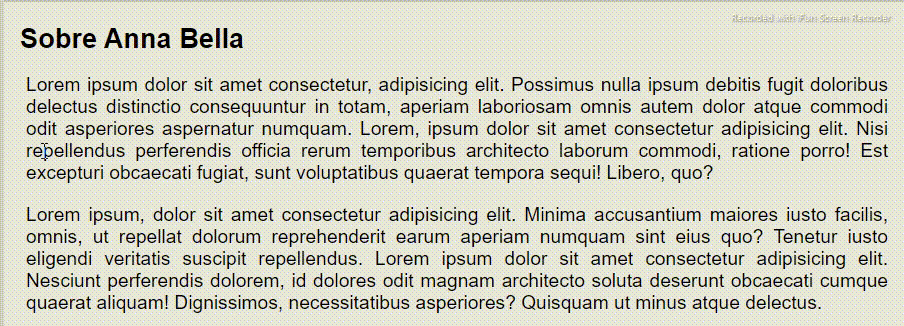 Recorded with iFun Screen Recorder
Sobre Anna Bella
Lorem ipsum dolor sit amet consectetur, adipisicing elit. Possimus nulla ipsum debitis fugit doloribus
delectus distinctio consequuntur in totam, aperiam laboriosam omnis autem dolor atque commodi
odit asperiores aspernatur numquam. Lorem, ipsum dolor sit amet consectetur adipisicing elit. Nisi
repellendus perferendis officia rerum temporibus architecto laborum commodi, ratione porro! Est
excepturi obcaecati fugiat, sunt voluptatibus quaerat tempora sequi! Libero, quo?
Lorem ipsum, dolor sit amet consectetur adipisicing elit. Minima accusantium maiores iusto facilis,
omnis, ut repellat dolorum reprehenderit earum aperiam numquam sint eius quo? Tenetur iusto
eligendi veritatis suscipit repellendus. Lorem ipsum dolor sit amet consectetur adipisicing elit.
Nesciunt perferendis dolorem, id dolores odit magnam architecto soluta deserunt obcaecati cumque
quaerat aliquam! Dignissimos, necessitatibus asperiores? Quisquam ut minus atque delectus.